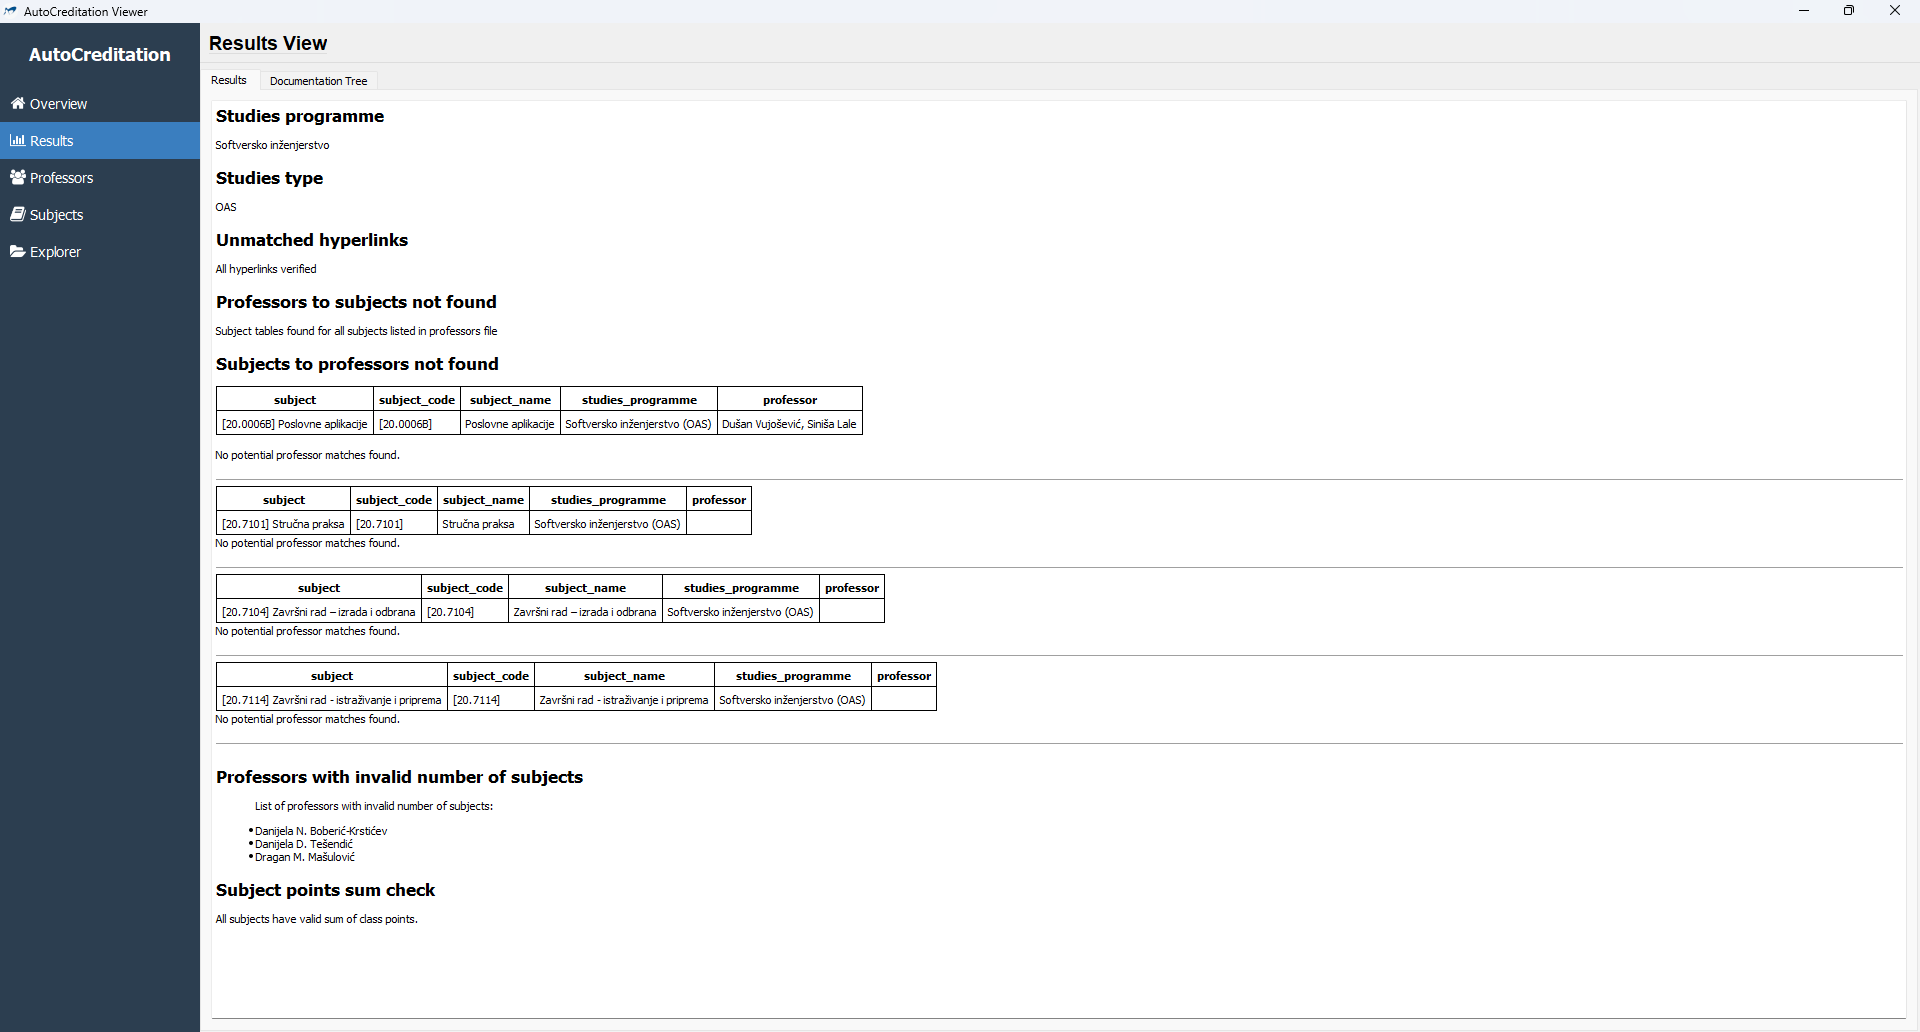 AutoCreditation Viewer
AutoCreditation
Overview
Results
Professors
Subjects
Explorer
Results View
Results Documentation Tree
Studies programme
Softversko inženjerstvo
Studies type
OAS
Unmatched hyperlinks
All hyperlinks verified
Professors to subjects not found
Subject tables found for all subjects listed in professors file
Subjects to professors not found
subject subject_code subject_name studies_programme professor
[20.0006B] Poslovne aplikacije [20.0006B] Poslovne aplikacije Softversko inženjerstvo (OAS) Dušan Vujošević, Siniša Lale
No potential professor matches found.
subject subject_code subject_name studies_programme professor
[20.7101] Stručna praksa [20.7101] Stručna praksa Softversko inženjerstvo (OAS)
No potential professor matches found.
subject subject_code subject_name studies_programme professor
[20.7104] Završni rad – izrada i odbrana [20.7104] Završni rad – izrada i odbrana Softversko inženjerstvo (OAS)
No potential professor matches found.
subject subject_code subject_name studies_programme professor
[20.7114] Završni rad - istraživanje i priprema [20.7114] Završni rad - istraživanje i priprema Softversko inženjerstvo (OAS)
No potential professor matches found.
Professors with invalid number of subjects
List of professors with invalid number of subjects:
• Danijela N. Boberić-Krstićev
• Danijela D. Tešendić
• Dragan M. Mašulović
Subject points sum check
All subjects have valid sum of class points.